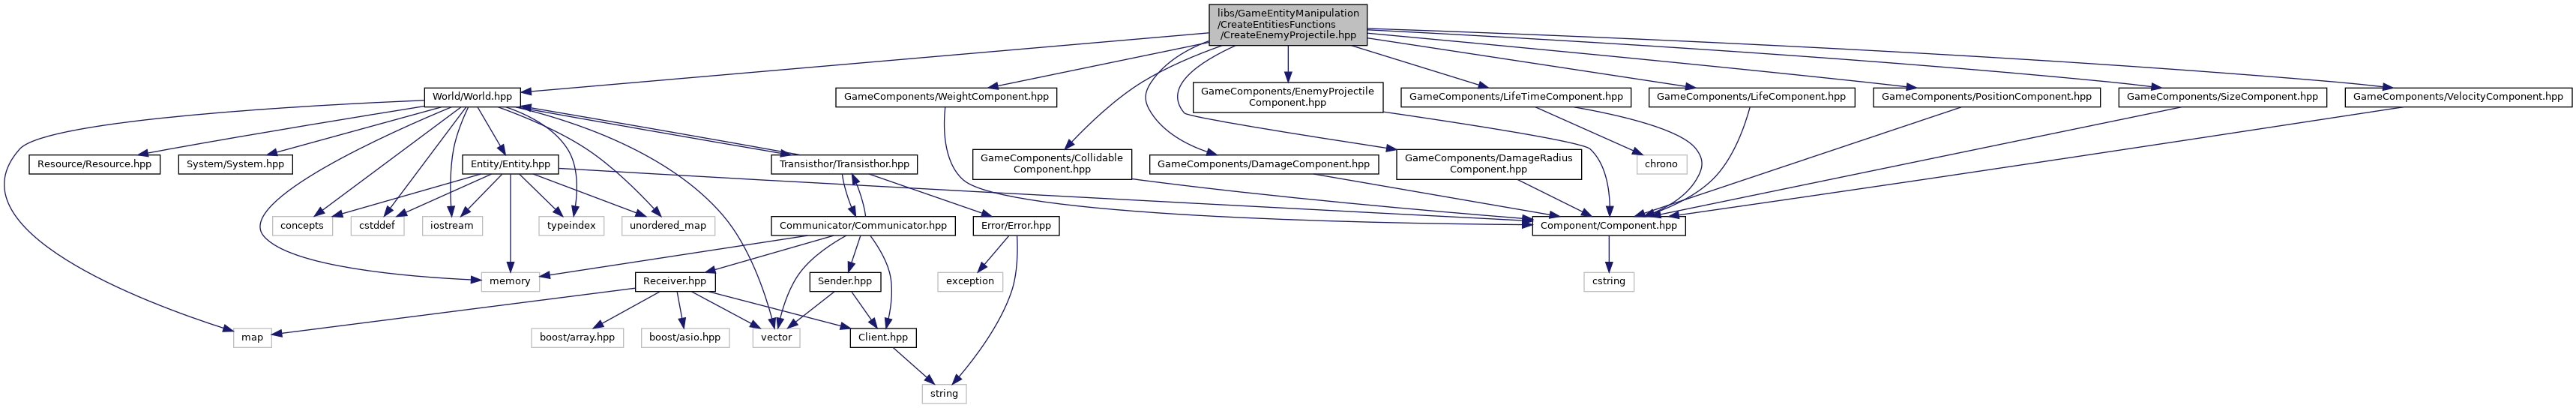 libs/GameEntityManipulation
/CreateEntitiesFunctions
/CreateEnemyProjectile.hpp
World/World.hpp
GameComponents/WeightComponent.hpp
GameComponents/EnemyProjectile
Component.hpp
GameComponents/LifeTimeComponent.hpp
GameComponents/LifeComponent.hpp
GameComponents/PositionComponent.hpp
GameComponents/SizeComponent.hpp
GameComponents/VelocityComponent.hpp
Resource/Resource.hpp
System/System.hpp
Entity/Entity.hpp
Transisthor/Transisthor.hpp
GameComponents/Collidable
Component.hpp
GameComponents/DamageComponent.hpp
GameComponents/DamageRadius
Component.hpp
chrono
concepts
cstddef
iostream
typeindex
unordered_map
Communicator/Communicator.hpp
Error/Error.hpp
Component/Component.hpp
memory
Receiver.hpp
Sender.hpp
exception
cstring
map
boost/array.hpp
boost/asio.hpp
vector
Client.hpp
string